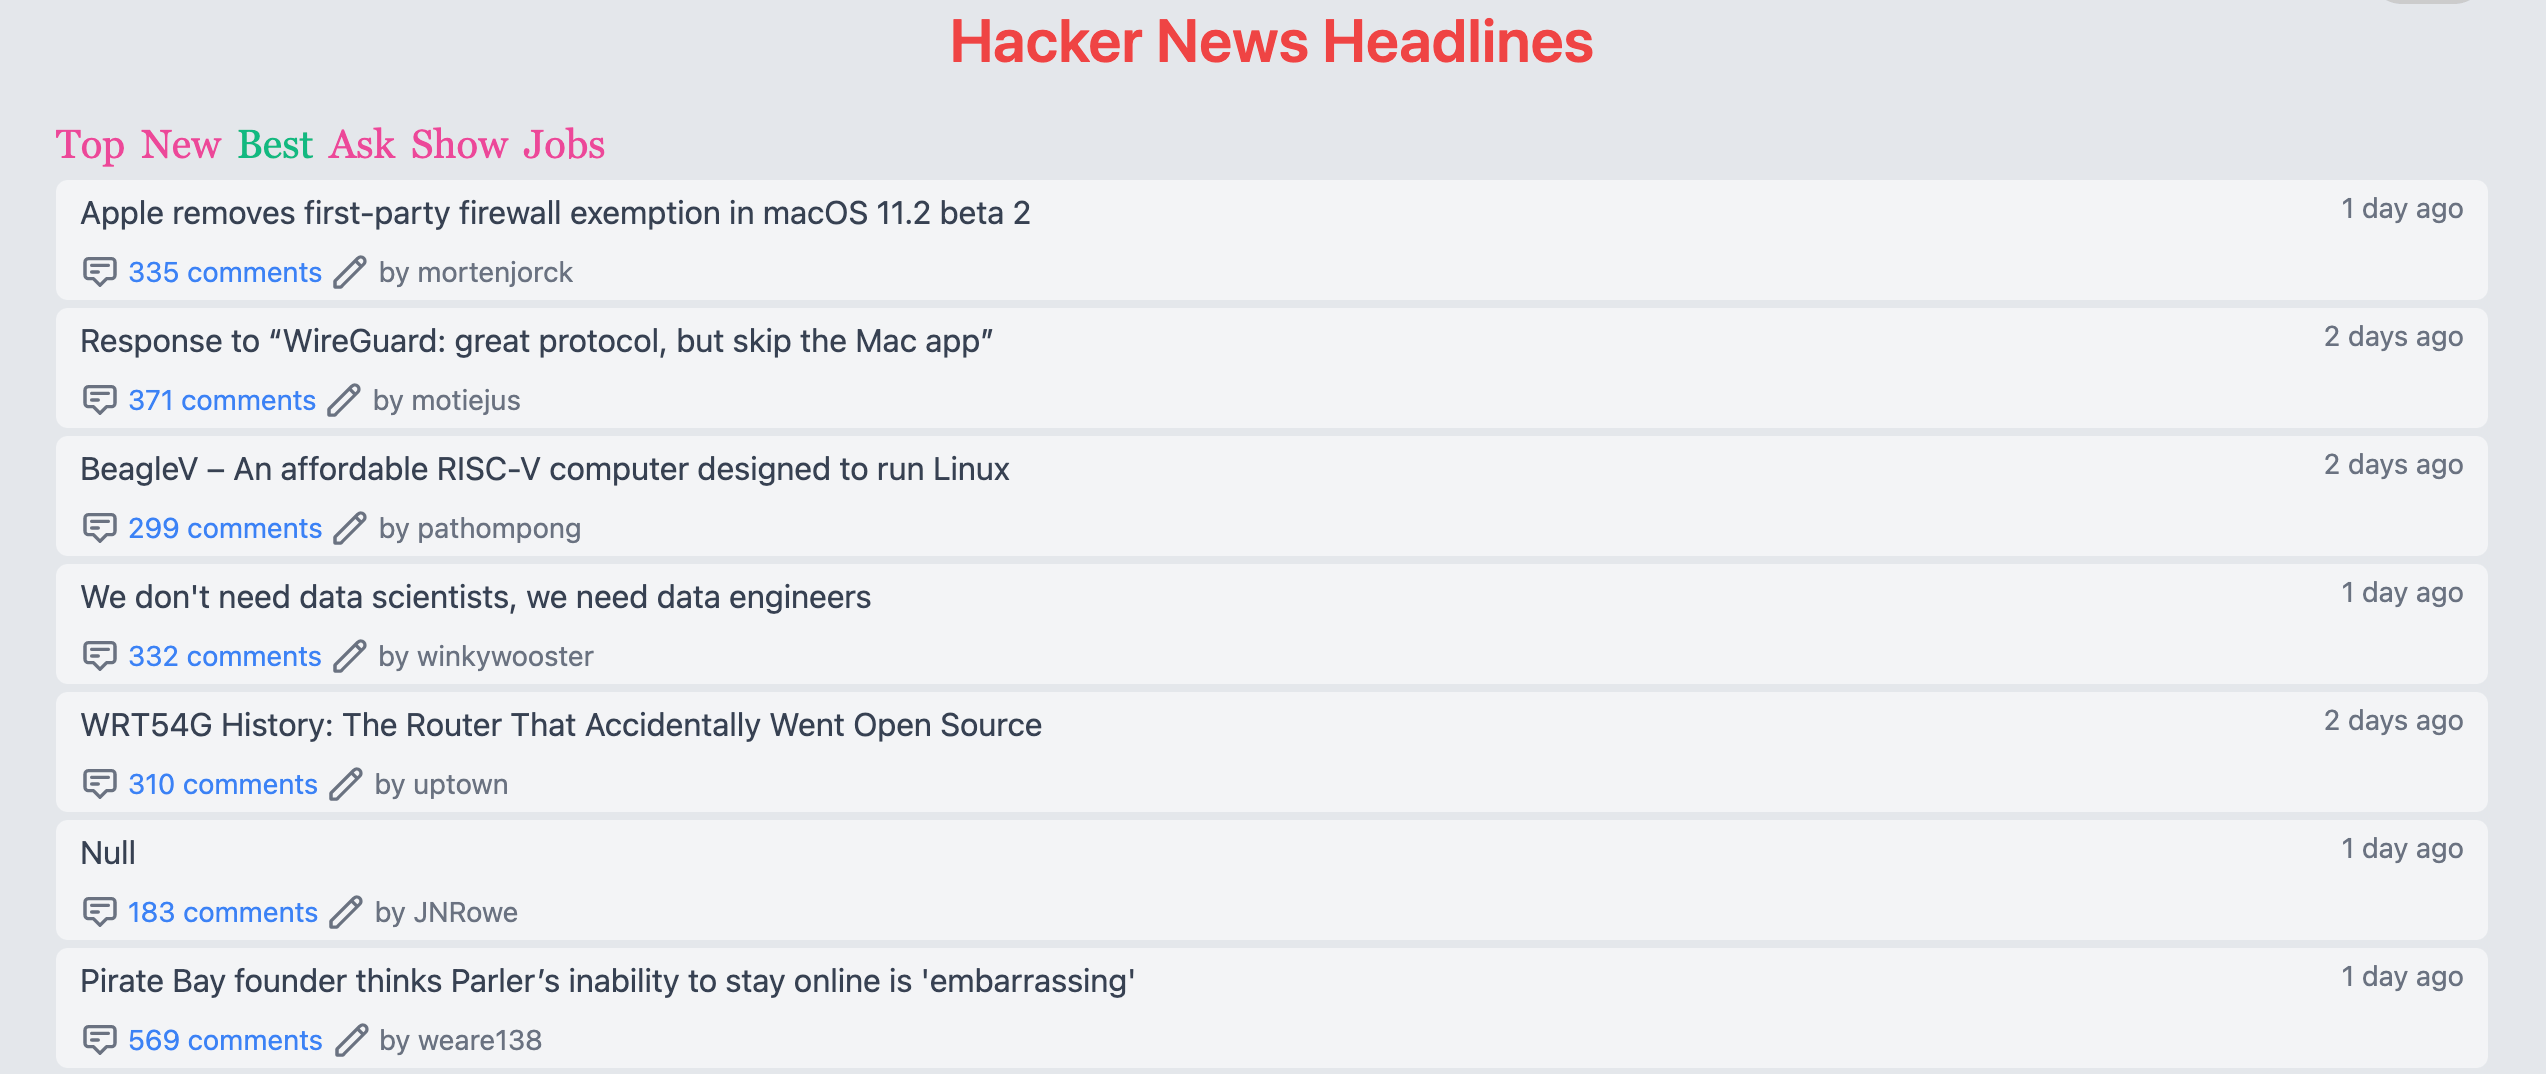 Hacker News Headlines
Top New Best Ask Show Jobs
Apple removes first-party firewall exemption in macOS 11.2 beta 2
1 day ago
335 comments by mortenjorck
Response to “WireGuard: great protocol, but skip the Mac app”
2 days ago
371 comments by motiejus
BeagleV – An affordable RISC-V computer designed to run Linux
2 days ago
299 comments by pathompong
We don't need data scientists, we need data engineers
1 day ago
332 comments by winkywooster
WRT54G History: The Router That Accidentally Went Open Source
2 days ago
310 comments by uptown
Null
1 day ago
183 comments by JNRowe
Pirate Bay founder thinks Parler’s inability to stay online is 'embarrassing'
1 day ago
569 comments by weare138